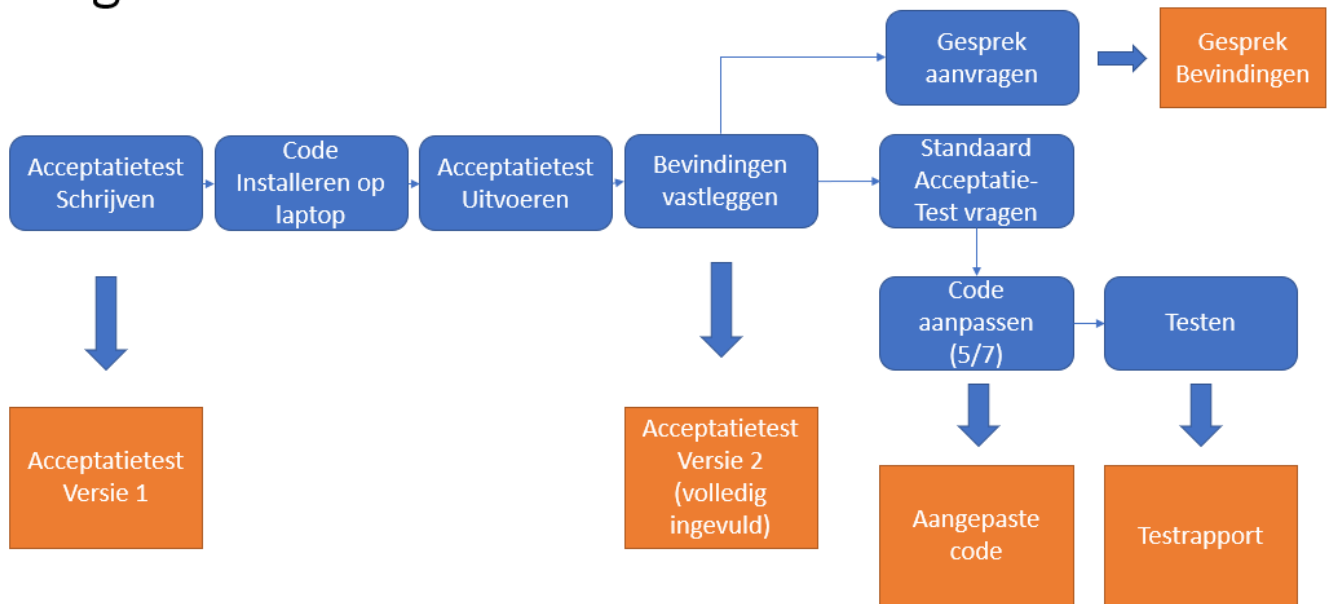 g
Gesprek
aanvragen
Gesprek
Bevindingen
Acceptatietest
Schrijven
Code
Installeren op
laptop
Acceptatietest
Uitvoeren
Bevindingen
vastleggen
Standaard
Acceptatie-
Test vragen
Code
aanpassen
(5/7)
Testen
Acceptatietest
Versie 1
Acceptatietest
Versie 2
(volledig
ingevuld)
Aangepaste
code
Testrapport